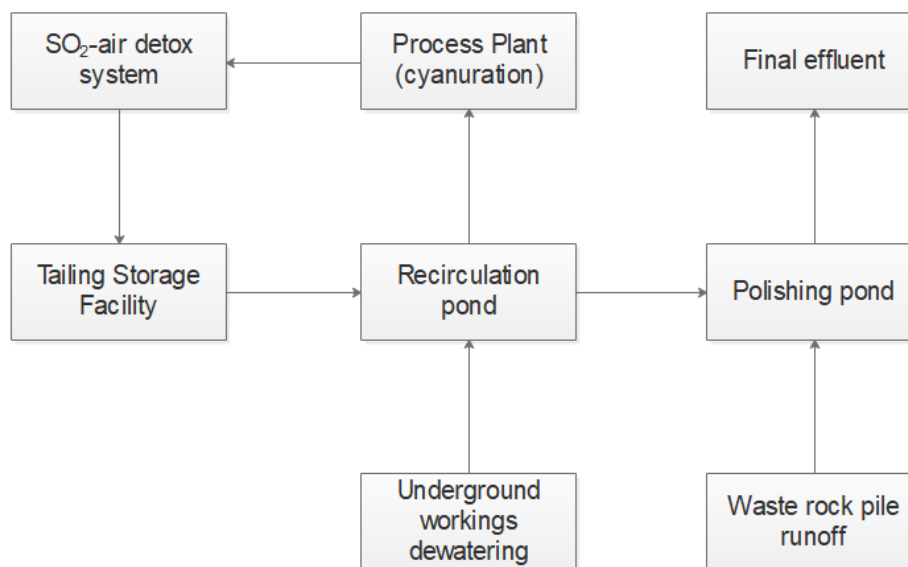 SO₂-air detox
system
Process Plant
(cyanuration)
Final effluent
Tailing Storage
Facility
Recirculation
pond
Polishing pond
Underground
workings
dewatering
Waste rock pile
runoff